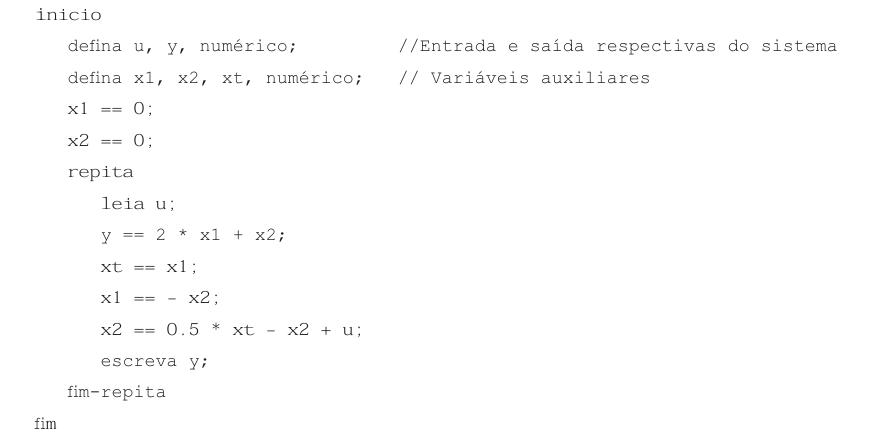 inicio
defina u, y, numérico; //Entrada e saída respectivas do sistema
defina x1, x2, xt, numérico; // Variáveis auxiliares
x1 == 0;
x2 == 0;
repita
leia u;
y == 2 * x1 + x2;
xt == x1;
x1 == - x2;
x2 == 0.5 * xt - x2 + u;
escreva y;
fim-repita
fim